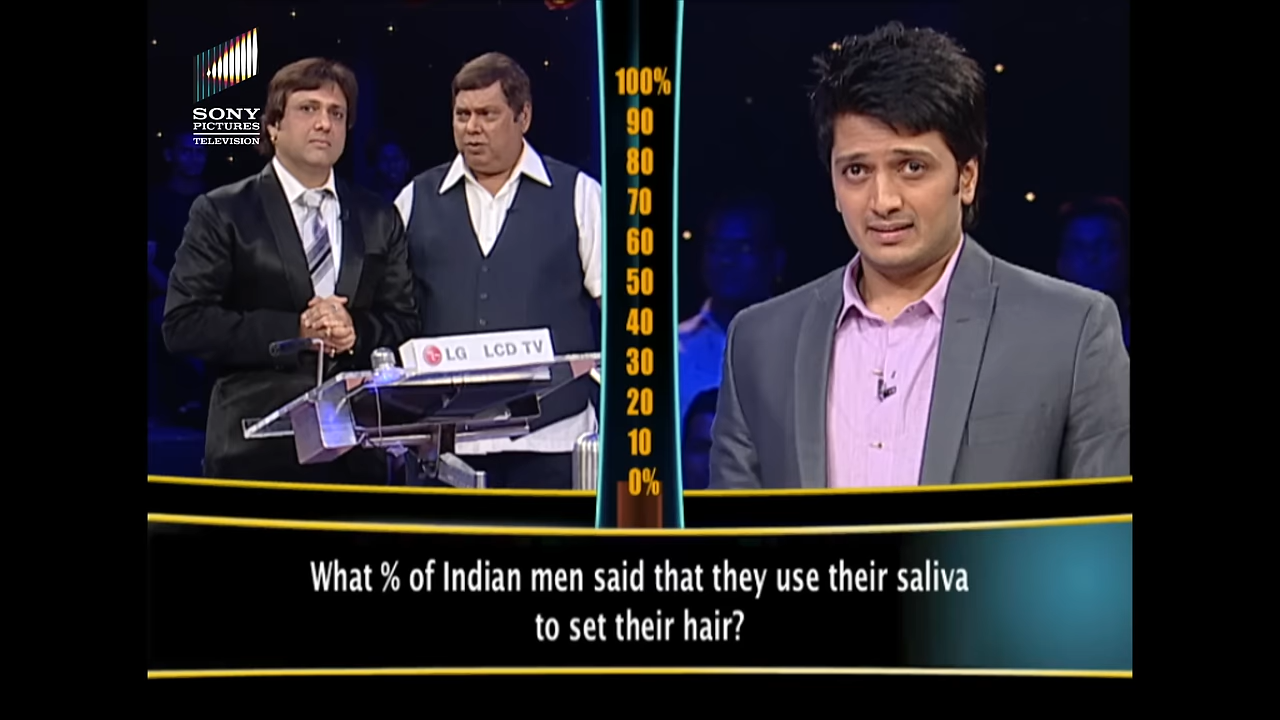 SONY
PICTURES
TELEVISION
100%
90
80
70
60
50
40
30
20
10
0%
LG LCD TV
What % of Indian men said that they use their saliva
to set their hair?